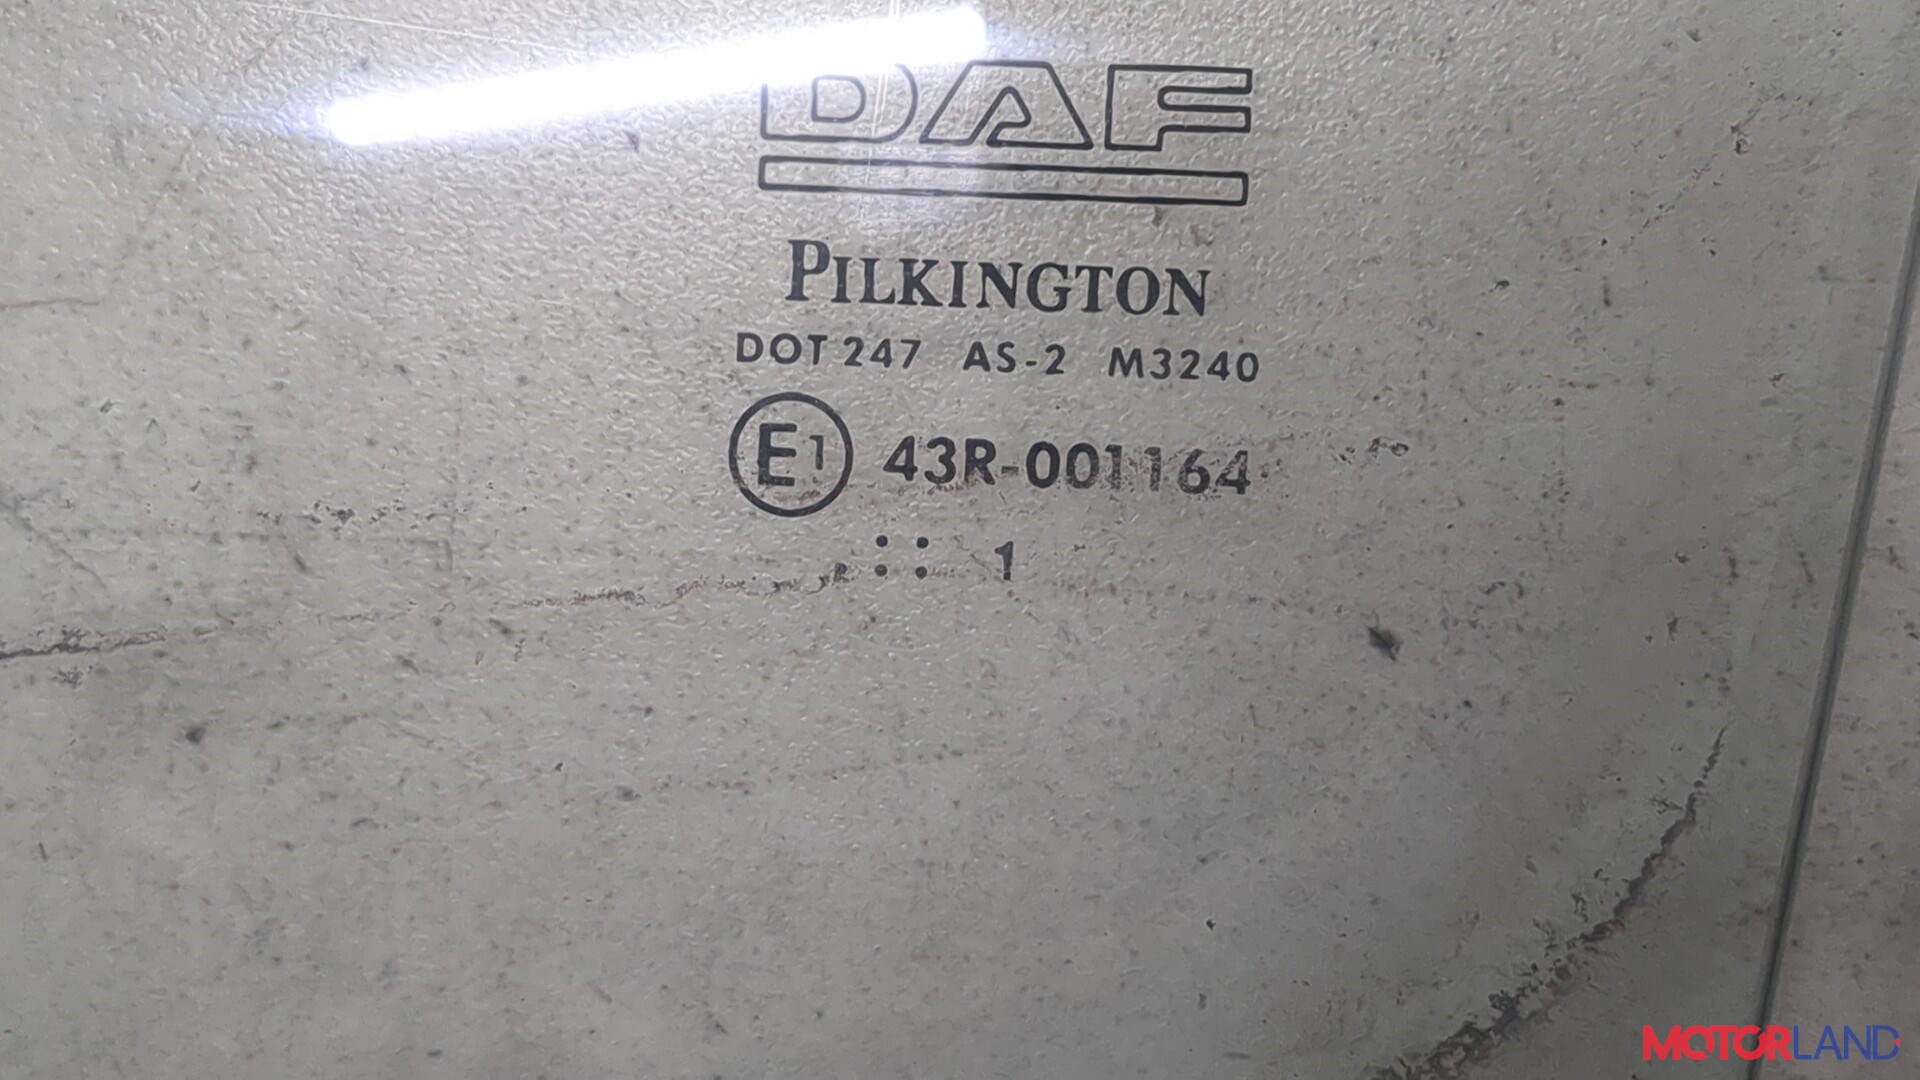 DAF
PILKINGTON
DOT 247 AS-2 M3240
E1 43R-001164
:: 1
MOTORLAND